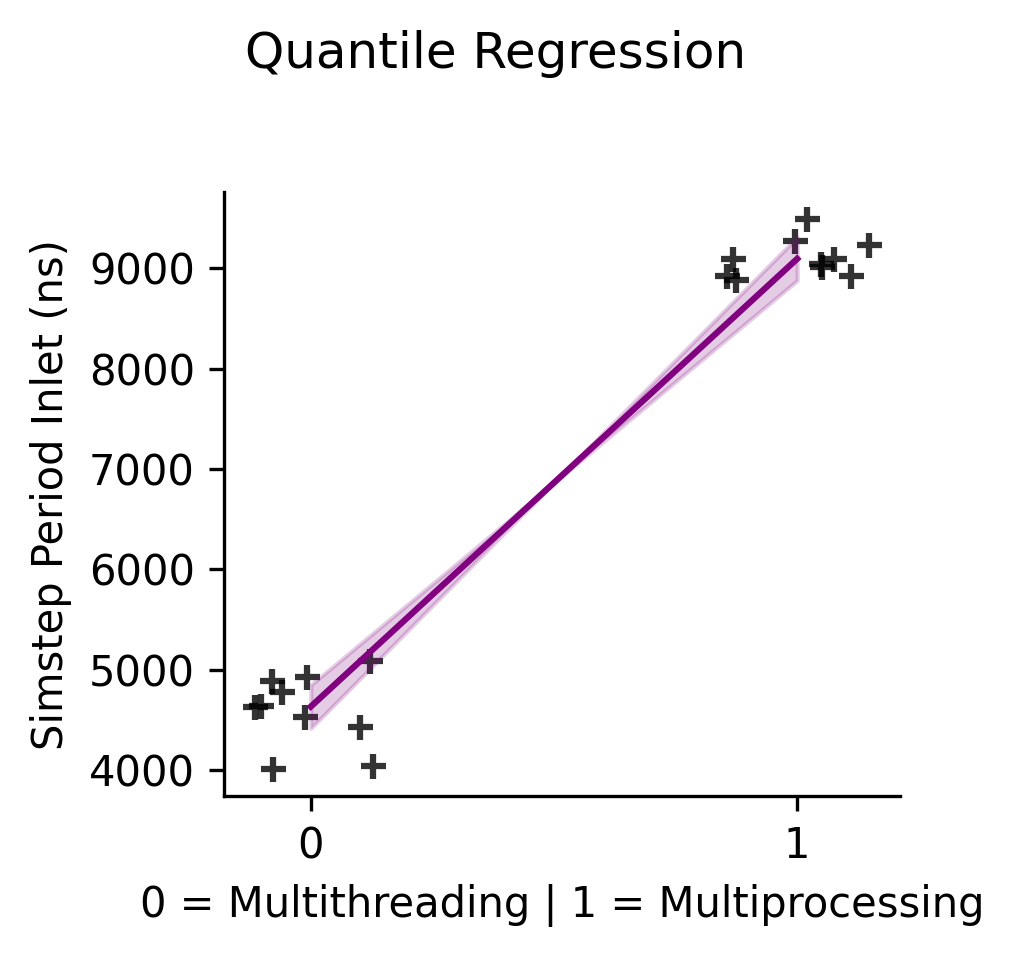 Quantile Regression
Simstep Period Inlet (ns)
9000
8000
7000
6000
5000
4000
0 1
0 = Multithreading | 1 = Multiprocessing